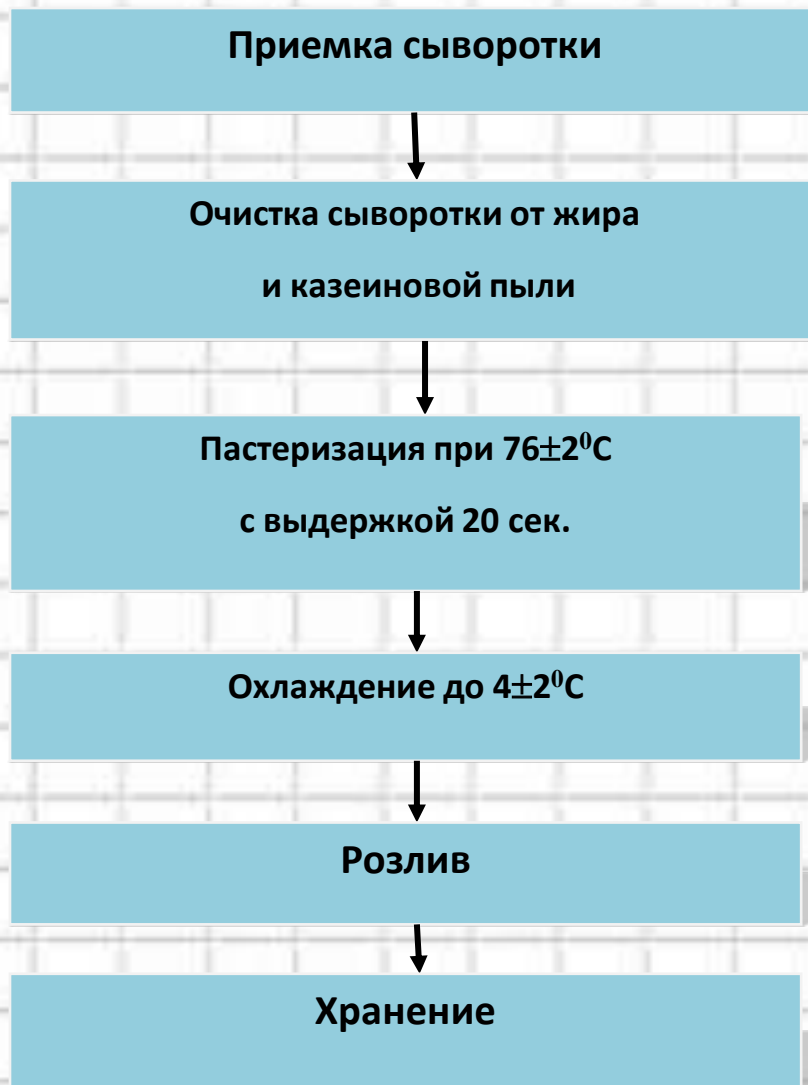 Приемка сыворотки
Очистка сыворотки от жира
и казеиновой пыли
Пастеризация при 76±2⁰С
с выдержкой 20 сек.
Охлаждение до 4±2⁰С
Розлив
Хранение